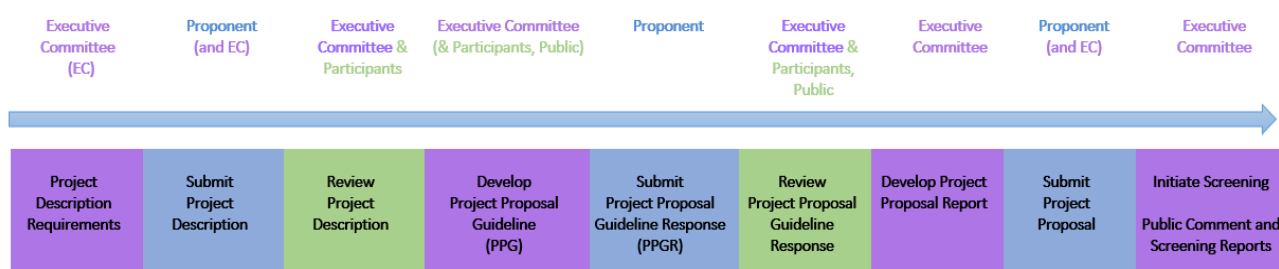 Executive
Committee
(EC)
Proponent
(and EC)
Executive
Committee &
Participants
Executive Committee
(& Participants, Public)
Proponent
Executive
Committee &
Participants,
Public
Executive
Committee
Proponent
(and EC)
Executive
Committee
Project
Description
Requirements
Submit
Project
Description
Review
Project
Description
Develop
Project Proposal
Guideline
(PPG)
Submit
Project Proposal
Guideline Response
(PPGR)
Review
Project Proposal
Guideline
Response
Develop Project
Proposal Report
Submit
Project
Proposal
Initiate Screening
Public Comment and
Screening Reports